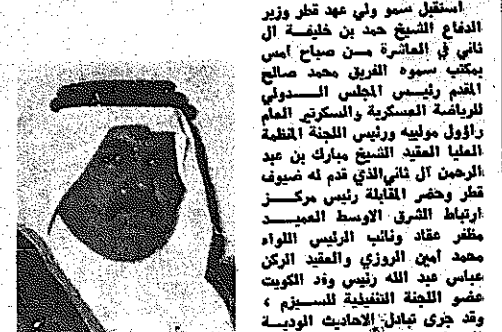 استقبل سمو ولي عهد قطر وزير
الدفاع الشيخ حمد بن خليفة آل
ثاني في العاشرة من صباح امس
بمكتب سموه الفريق محمد صالح
المقدم رئيس المجلس الدولي
للرياضة العسكرية والسكرتير العام
راؤول مولييه ورئيس اللجنة المنظمة
العليا العقيد الشيخ مبارك بن عبد
الرحمن آل ثاني الذي قدم له ضيوف
قطر وحضر المقابلة رئيس مركز
ارتباط الشرق الاوسط العميد
مظفر عقاد ونائب الرئيس اللواء
محمد امين الروزي والعقيد الركن
عباس عبد الله رئيس وفد الكويت
عضو اللجنة التنفيذية للسيزم ،
وقد جرى تبادل الاحاديث الودية